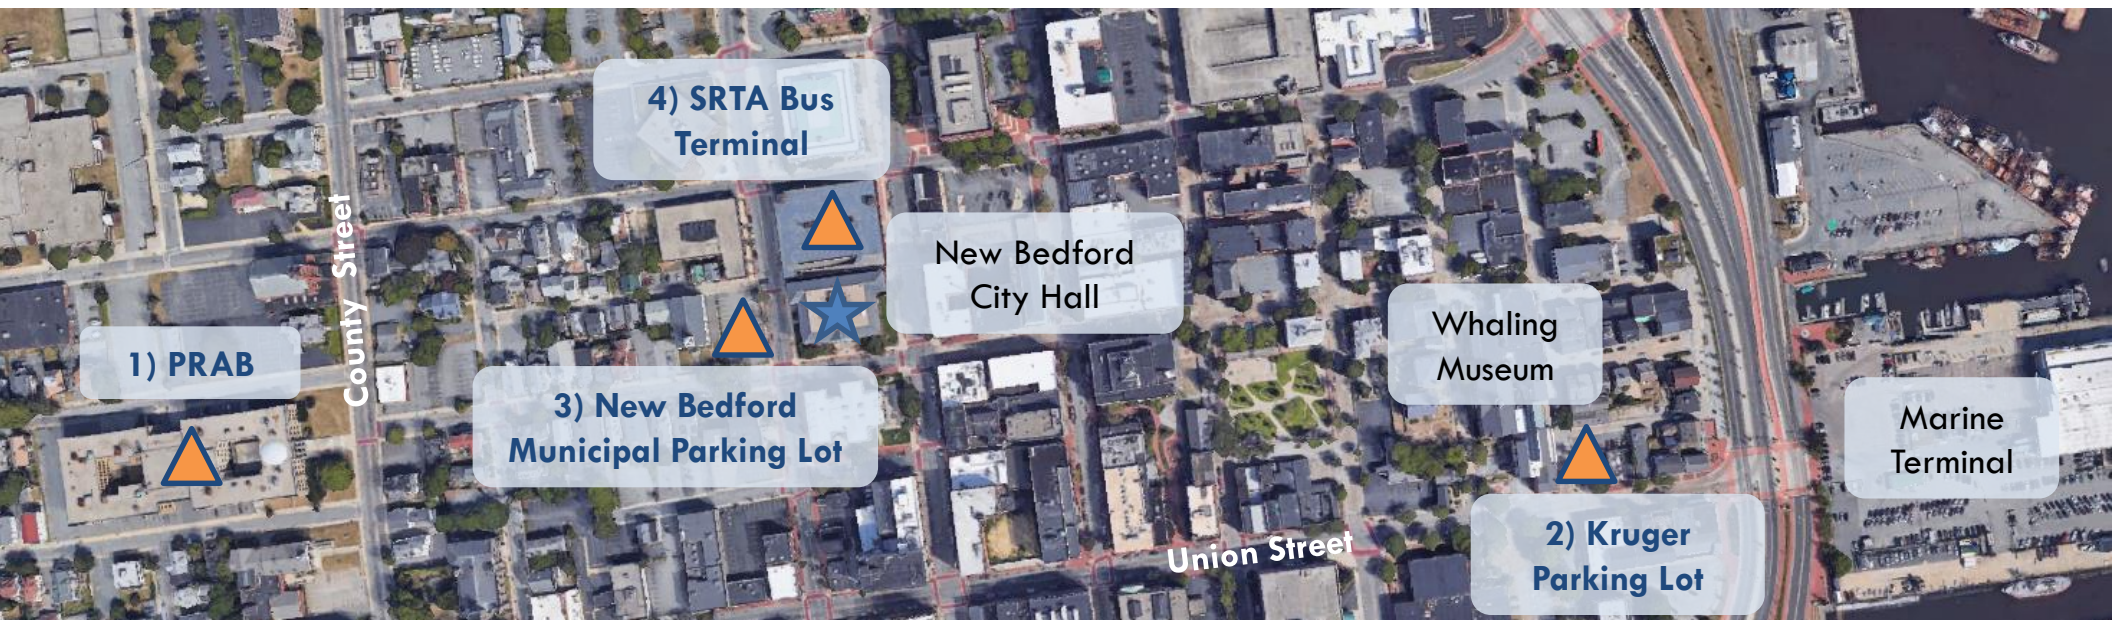 4) SRTA Bus
Terminal
New Bedford
City Hall
County Street
1) PRAB
Whaling
Museum
3) New Bedford
Municipal Parking Lot
Marine
Terminal
2) Kruger
Parking Lot
Union Street